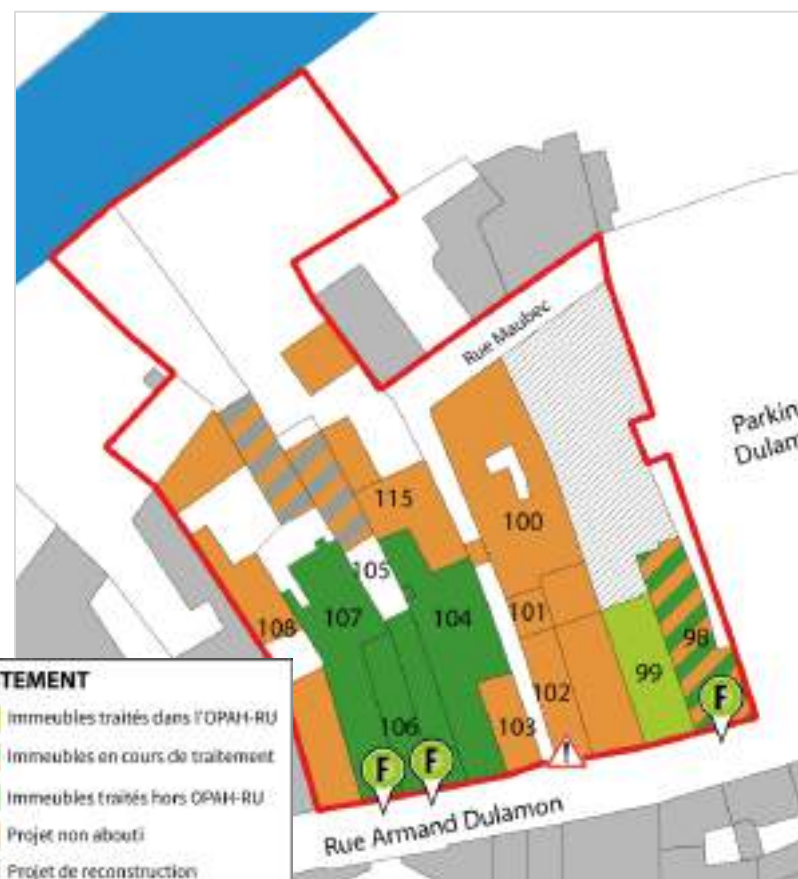 Rue Maubec
Parkin
Dulam
115
100
105
101
108
107
104
98
99
102
103
106
F
F
F
!
Rue Armand Dulamon
TEMENT
Immeubles traités dans l'OPAH-RU
Immeubles en cours de traitement
Immeubles traités hors OPAH-RU
Projet non abouti
Projet de reconstruction